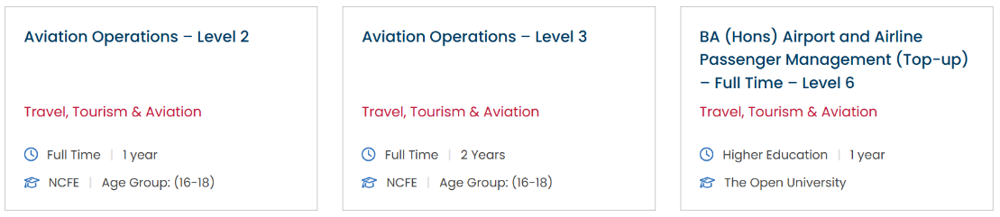 Aviation Operations – Level 2
Travel, Tourism & Aviation
Full Time | 1 year
NCFE | Age Group: (16-18)
Aviation Operations – Level 3
Travel, Tourism & Aviation
Full Time | 2 Years
NCFE | Age Group: (16-18)
BA (Hons) Airport and Airline
Passenger Management (Top-up)
– Full Time – Level 6
Travel, Tourism & Aviation
Higher Education | 1 year
The Open University